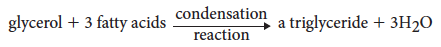 glycerol + 3 fatty acids condensation reaction a triglyceride + 3H2O